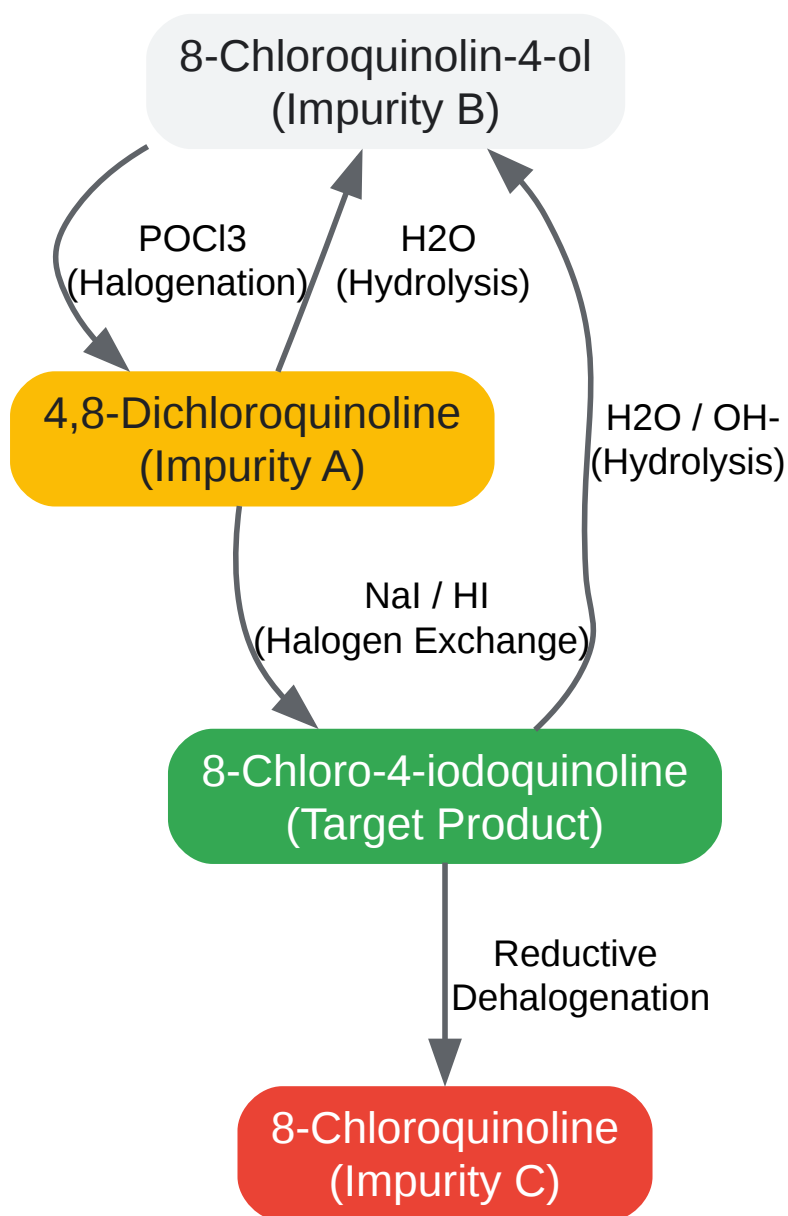 8-Chloroquinolin-4-ol
(Impurity B)
POCl3
(Halogenation)
H2O
(Hydrolysis)
4,8-Dichloroquinoline
(Impurity A)
H2O / OH-
(Hydrolysis)
NaI / HI
(Halogen Exchange)
8-Chloro-4-iodoquinoline
(Target Product)
Reductive
Dehalogenation
8-Chloroquinoline
(Impurity C)